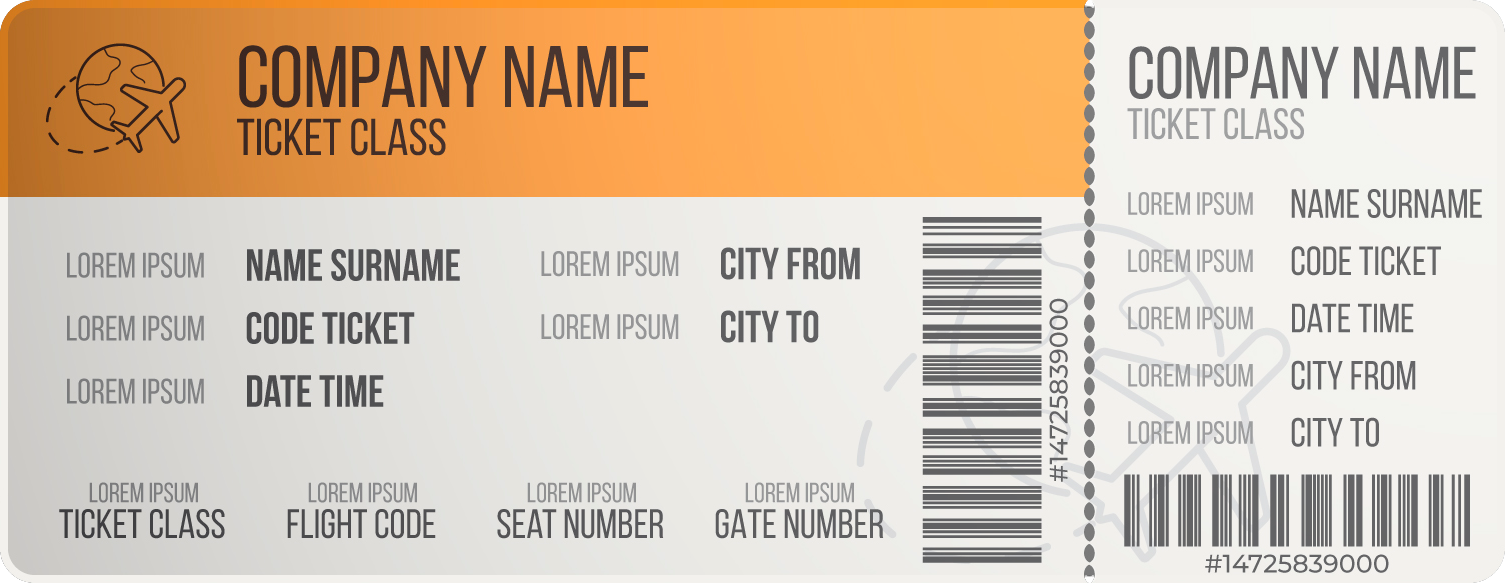 COMPANY NAME
TICKET CLASS
LOREM IPSUM NAME SURNAME
LOREM IPSUM CITY FROM
LOREM IPSUM CODE TICKET
LOREM IPSUM CITY TO
LOREM IPSUM DATE TIME
LOREM IPSUM
TICKET CLASS
LOREM IPSUM
FLIGHT CODE
LOREM IPSUM
SEAT NUMBER
LOREM IPSUM
GATE NUMBER
#14725839000
COMPANY NAME
TICKET CLASS
LOREM IPSUM NAME SURNAME
LOREM IPSUM CODE TICKET
LOREM IPSUM DATE TIME
LOREM IPSUM CITY FROM
LOREM IPSUM CITY TO
#14725839000